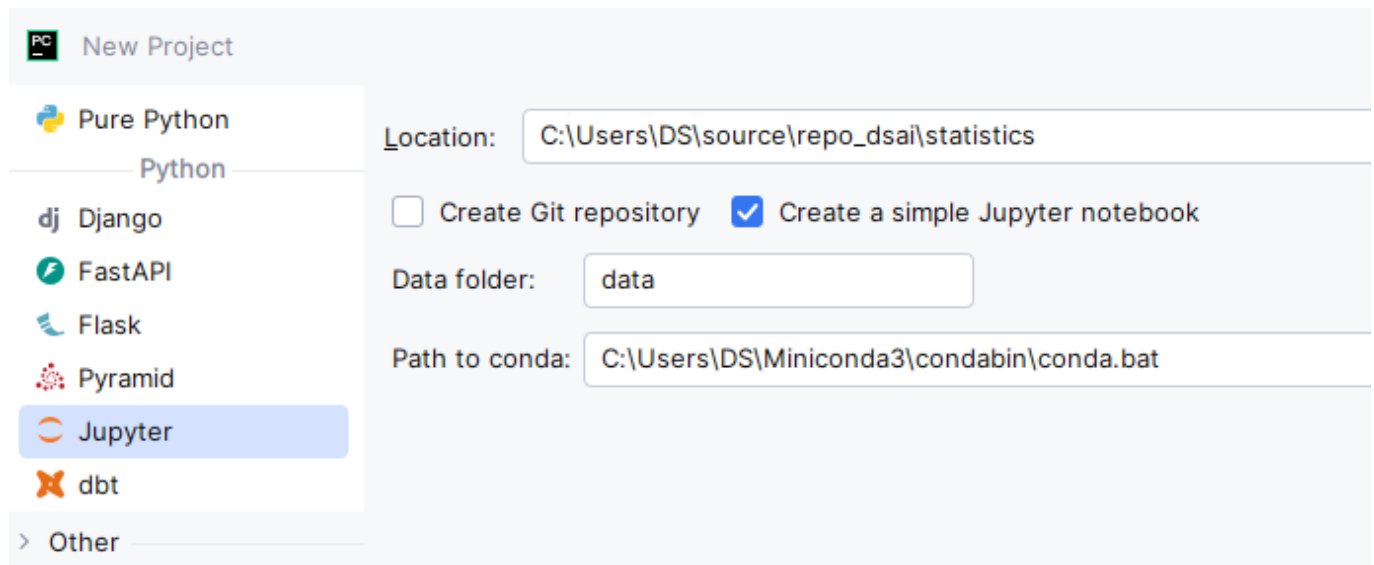 PC
New Project
Pure Python
Python
dj Django
FastAPI
Flask
Pyramid
Jupyter
dbt
Other
Location: C:\Users\DS\source\repo_dsai\statistics
Create Git repository Create a simple Jupyter notebook
Data folder: data
Path to conda: C:\Users\DS\Miniconda3\condabin\conda.bat